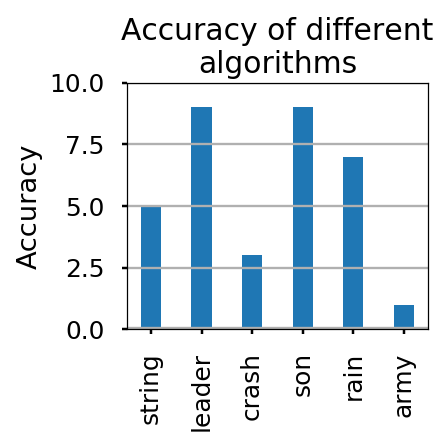 Accuracy of different
algorithms
Accuracy
10.0
7.5
5.0
2.5
0.0
string
leader
crash
son
rain
army